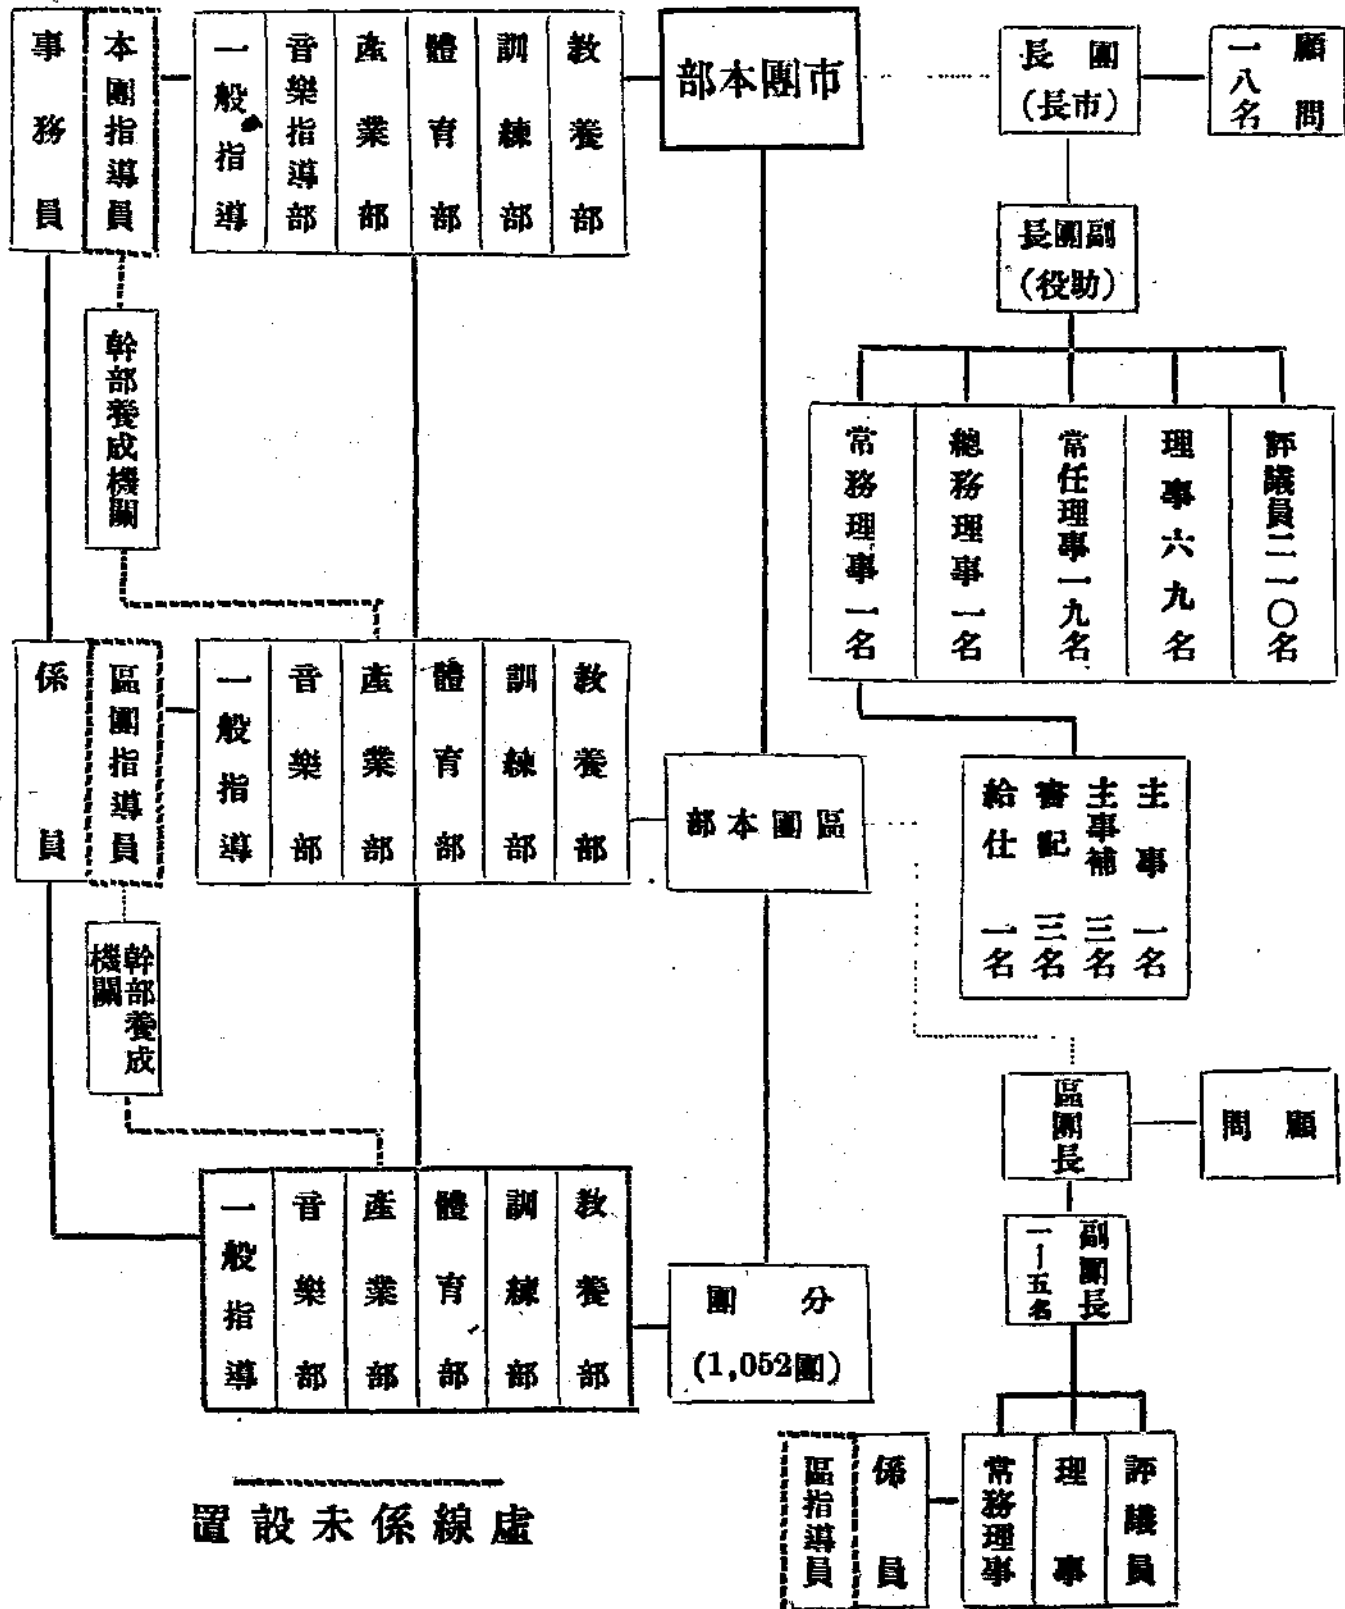 顧問
一八名
團長
(市長)
副團長
(助役)
評議員二一〇名
理事六九名
常任理事一九名
總務理事一名
常務理事一名
主事 一名
主事補 三名
書記 三名
給仕 一名
市團本部
教養部
訓練部
體育部
產業部
音樂指導部
一般指導
本團指導員
事務員
幹部養成機關
區團本部
教養部
訓練部
體育部
產業部
音樂部
一般指導
區團指導員
係員
幹部養成
機關
顧問
區團長
副團長
一—五名
評議員
理事
常務理事
係員
區指導員
分團
(1,052團)
教養部
訓練部
體育部
產業部
音樂部
一般指導
虛線係未設置